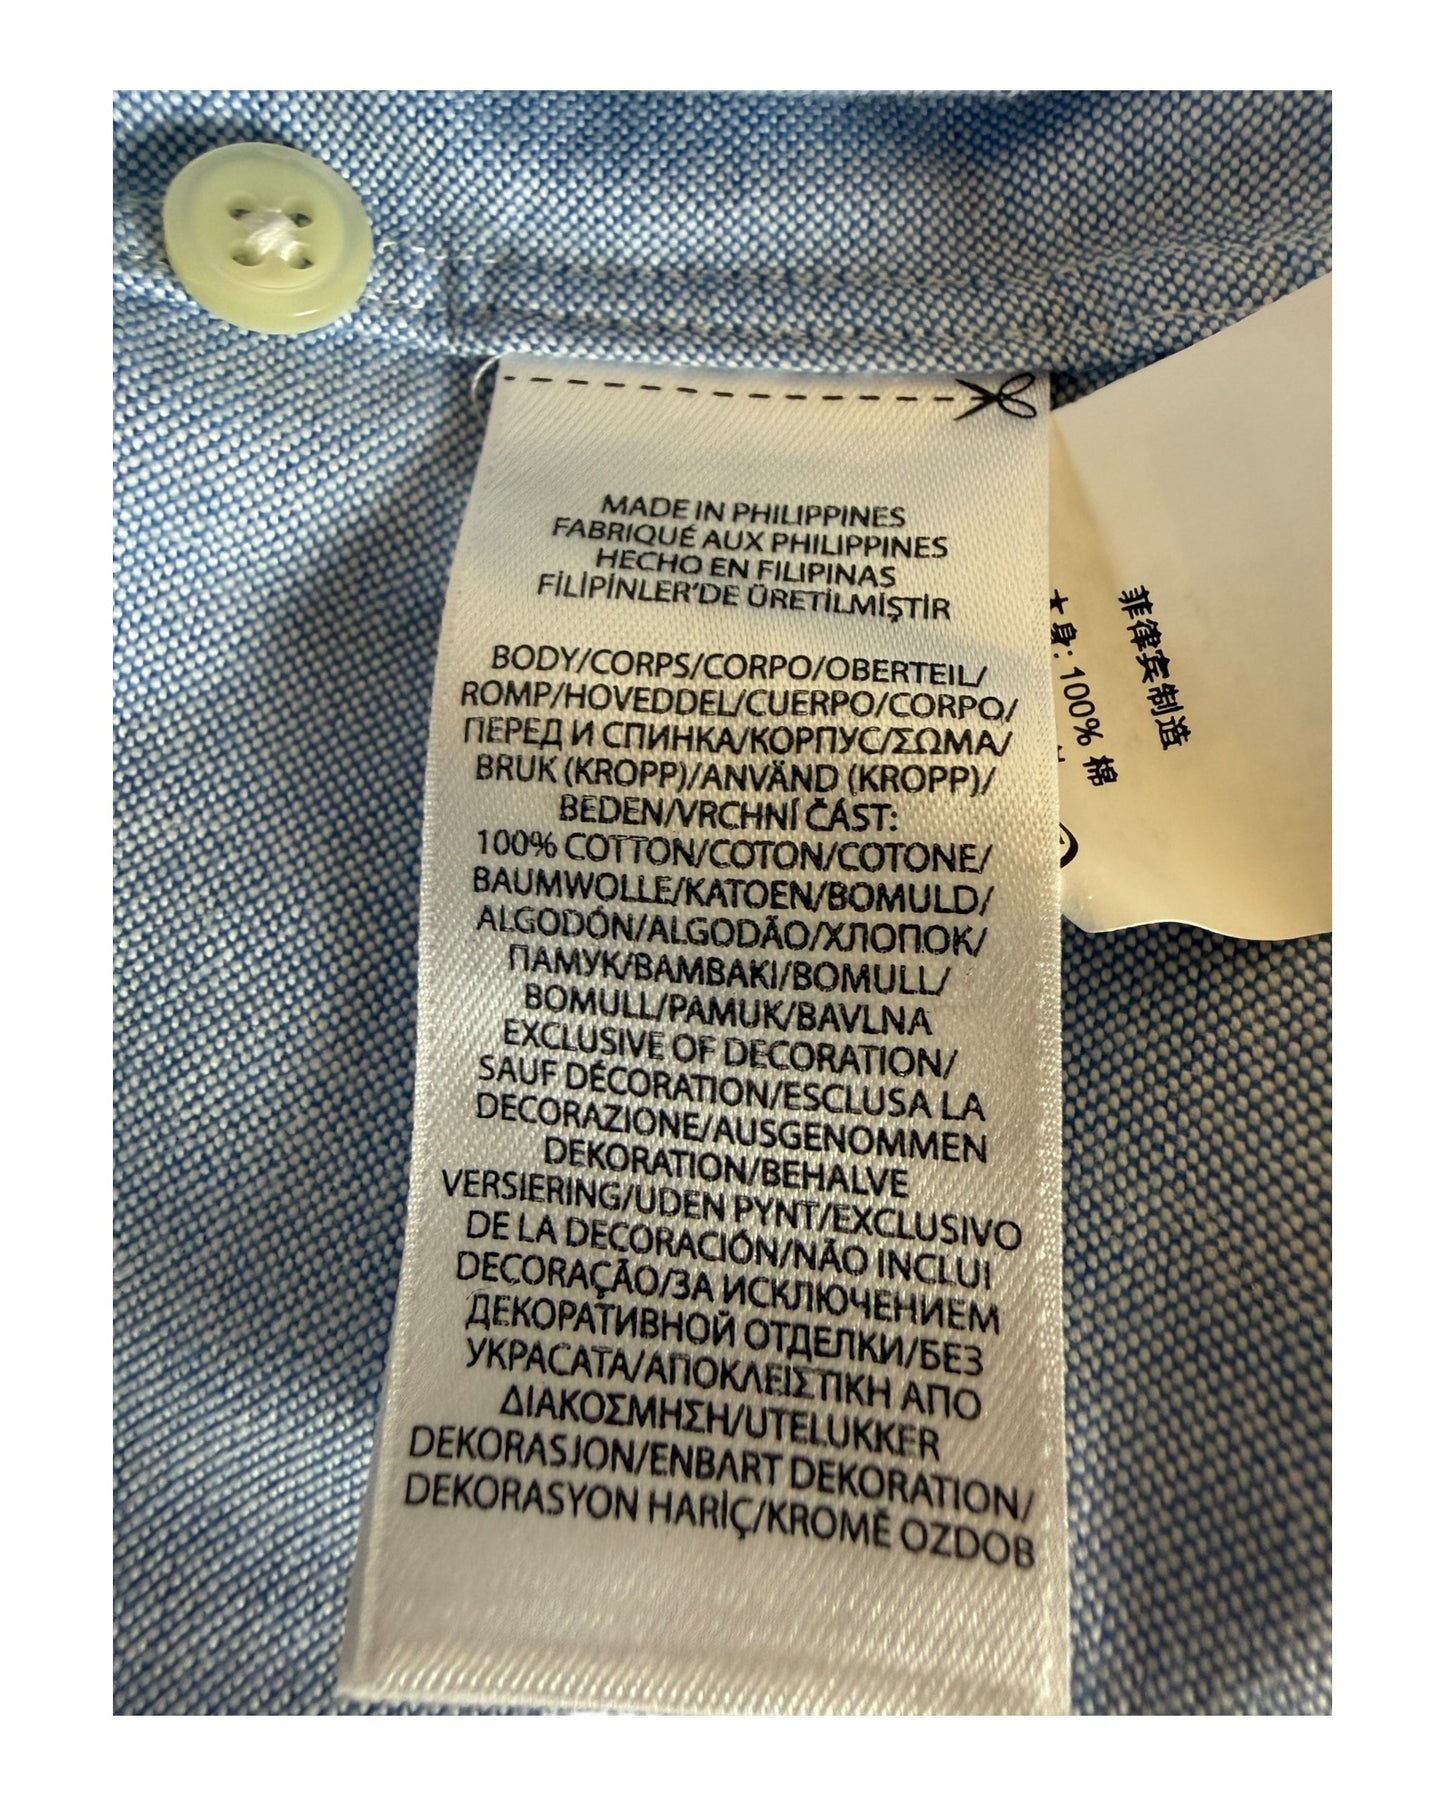 MADE IN PHILIPPINES
FABRIQUÉ AUX PHILIPPINES
HECHO EN FILIPINAS
FİLİPİNLER'DE ÜRETİLMİŞTİR
BODY/CORPS/CORPO/OBERTEIL/
ROMP/HOVEDDEL/CUERPO/CORPO/
ПЕРЕД И СПИНКА/КОРПУС/ΣΩΜΑ/
BRUK (KROPP)/ANVÄND (KROPP)/
BEDEN/VRCHNÍ ČÁST:
100% COTTON/COTON/COTONE/
BAUMWOLLE/KATOEN/BOMULD/
ALGODÓN/ALGODÃO/ХЛОПОК/
ПАМУК/ΒΑΜΒΑΚΙ/BOMULL/
BOMULL/PAMUK/BAVLNA
EXCLUSIVE OF DECORATION/
SAUF DÉCORATION/ESCLUSA LA
DECORAZIONE/AUSGENOMMEN
DEKORATION/BEHALVE
VERSIERING/UDEN PYNT/EXCLUSIVO
DE LA DECORACIÓN/NÃO INCLUI
DECORAÇÃO/ЗА ИСКЛЮЧЕНИЕМ
ДЕКОРАТИВНОЙ ОТДЕЛКИ/БЕЗ
УКРАСАТА/ΑΠΟΚΛΕΙΣΤΙΚΗ ΑΠΟ
ΔΙΑΚΟΣΜΗΣΗ/UTELUKKER
DEKORASJON/ENBART DEKORATION/
DEKORASYON HARİÇ/KROMĚ OZDOB
菲律宾制造
身: 100% 棉